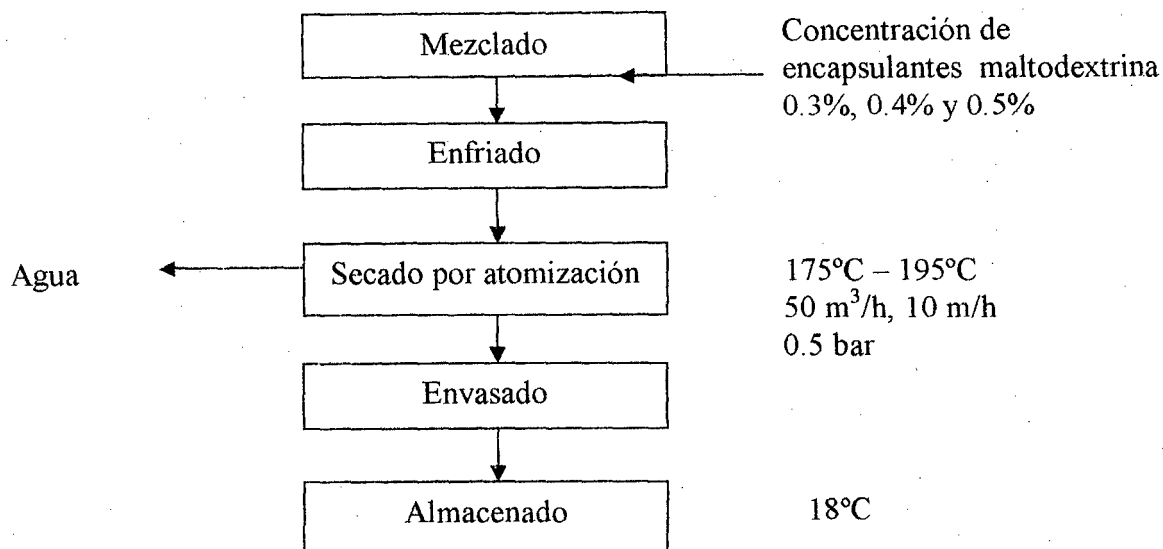 Mezclado
Concentración de
encapsulantes maltodextrina
0.3%, 0.4% y 0.5%
Enfriado
Agua
Secado por atomización
175ºC – 195ºC
50 m³/h, 10 m/h
0.5 bar
Envasado
Almacenado
18ºC